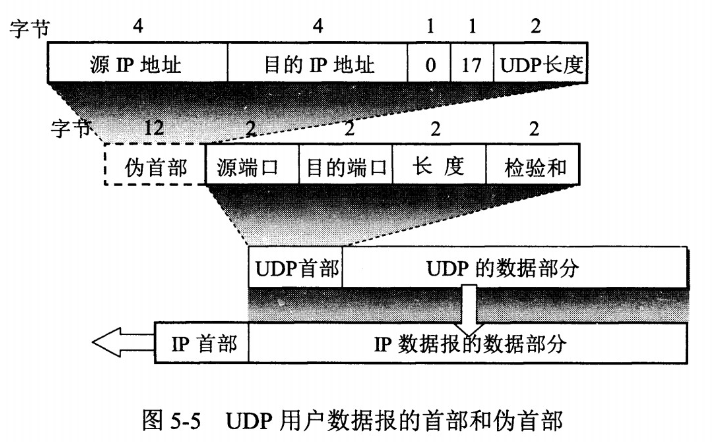 字节 4 4 1 1 2
源 IP 地址 目的 IP 地址 0 17 UDP长度
字节 12 2 2 2 2
伪首部 源端口 目的端口 长 度 检验和
UDP首部 UDP 的数据部分
IP 首部 IP 数据报的数据部分
图 5-5 UDP 用户数据报的首部和伪首部